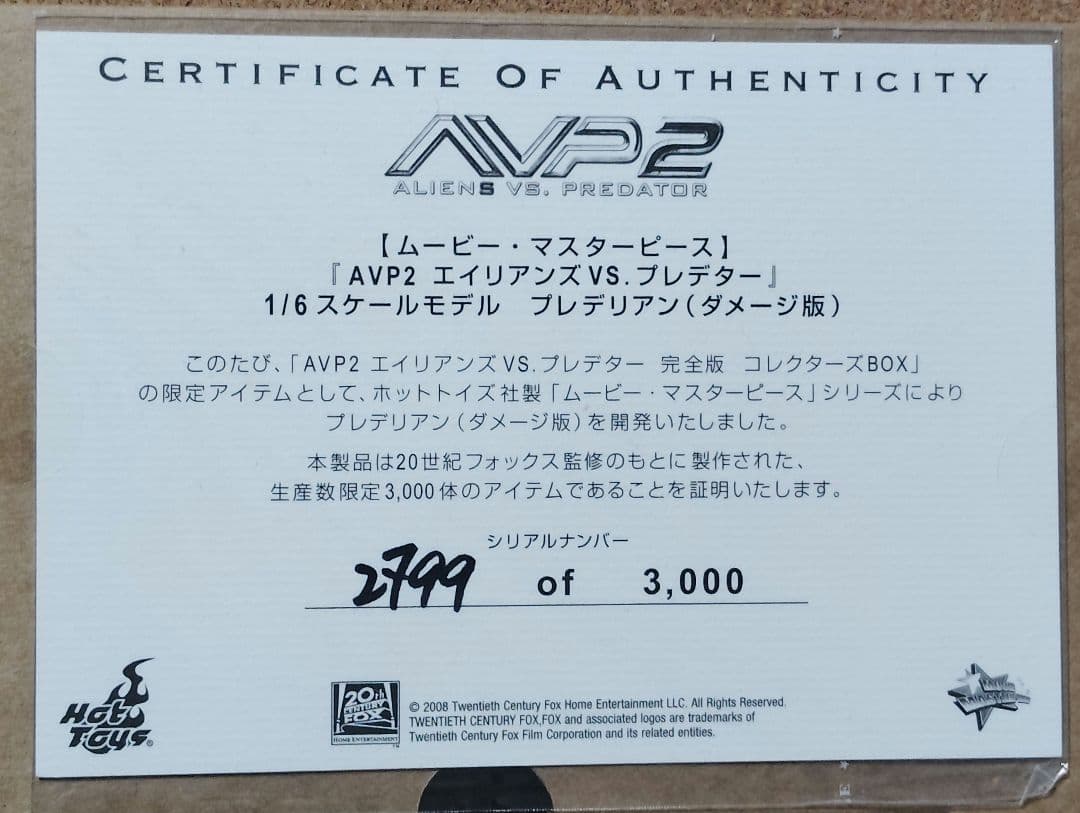 CERTIFICATE OF AUTHENTICITY
AVP2
ALIENS VS. PREDATOR
【ムービー・マスターピース】
『AVP2 エイリアンズVS.プレデター』
1/6スケールモデル プレデリアン(ダメージ版)
このたび、「AVP2 エイリアンズVS.プレデター 完全版 コレクターズBOX」
の限定アイテムとして、ホットトイズ社製「ムービー・マスターピース」シリーズにより
プレデリアン(ダメージ版)を開発いたしました。
本製品は20世紀フォックス監修のもとに製作された、
生産数限定3,000体のアイテムであることを証明いたします。
シリアルナンバー
2799 of 3,000
Hot
Toys®
20th
CENTURY
FOX
HOME ENTERTAINMENT
™
© 2008 Twentieth Century Fox Home Entertainment LLC. All Rights Reserved.
TWENTIETH CENTURY FOX,FOX and associated logos are trademarks of
Twentieth Century Fox Film Corporation and its related entities.